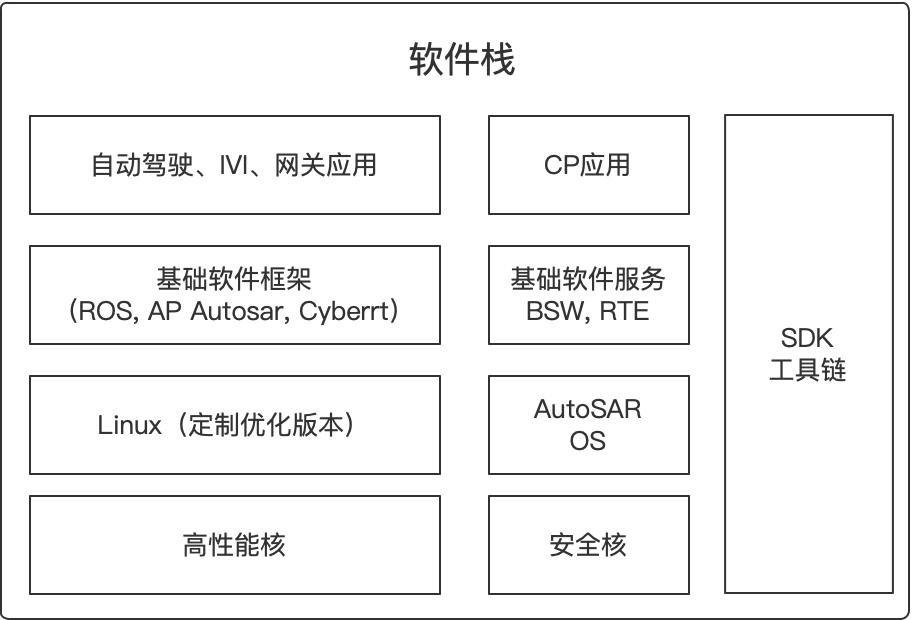 软件栈
自动驾驶、IVI、网关应用
CP应用
基础软件框架
（ROS, AP Autosar, Cyberrt）
基础软件服务
BSW, RTE
SDK
工具链
Linux（定制优化版本）
AutoSAR
OS
高性能核
安全核